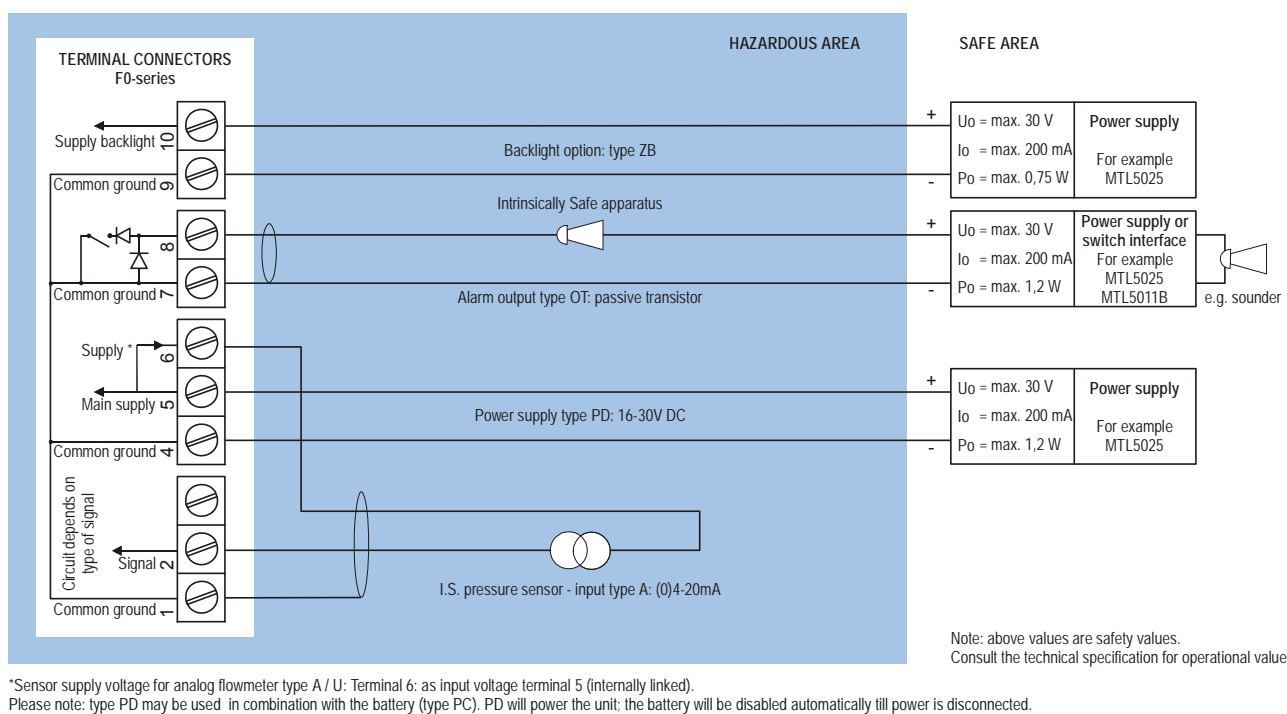 HAZARDOUS AREA
SAFE AREA
TERMINAL CONNECTORS
F0-series
Supply backlight
10
Common ground
9
8
Common ground
7
Supply *
6
Main supply
5
Common ground
4
Circuit depends on
type of signal
Signal
2
Common ground
1
Backlight option: type ZB
Intrinsically Safe apparatus
Alarm output type OT: passive transistor
Power supply type PD: 16-30V DC
I.S. pressure sensor - input type A: (0)4-20mA
+
-
Uo = max. 30 V
Io = max. 200 mA
Po = max. 0,75 W
Power supply
For example
MTL5025
+
-
Uo = max. 30 V
Io = max. 200 mA
Po = max. 1,2 W
Power supply or
switch interface
For example
MTL5025
MTL5011B
e.g. sounder
+
-
Uo = max. 30 V
Io = max. 200 mA
Po = max. 1,2 W
Power supply
For example
MTL5025
Note: above values are safety values.
Consult the technical specification for operational value
*Sensor supply voltage for analog flowmeter type A / U: Terminal 6: as input voltage terminal 5 (internally linked).
Please note: type PD may be used in combination with the battery (type PC). PD will power the unit; the battery will be disabled automatically till power is disconnected.